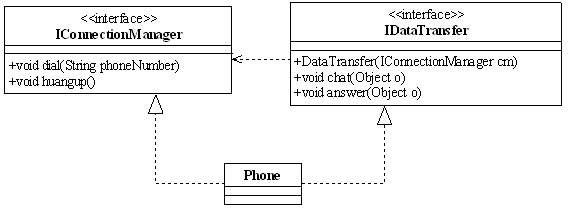 <<interface>>
IConnectionManager
+void dial(String phoneNumber)
+void huangup()
<<interface>>
IDataTransfer
+DataTransfer(IConnectionManager cm)
+void chat(Object o)
+void answer(Object o)
Phone